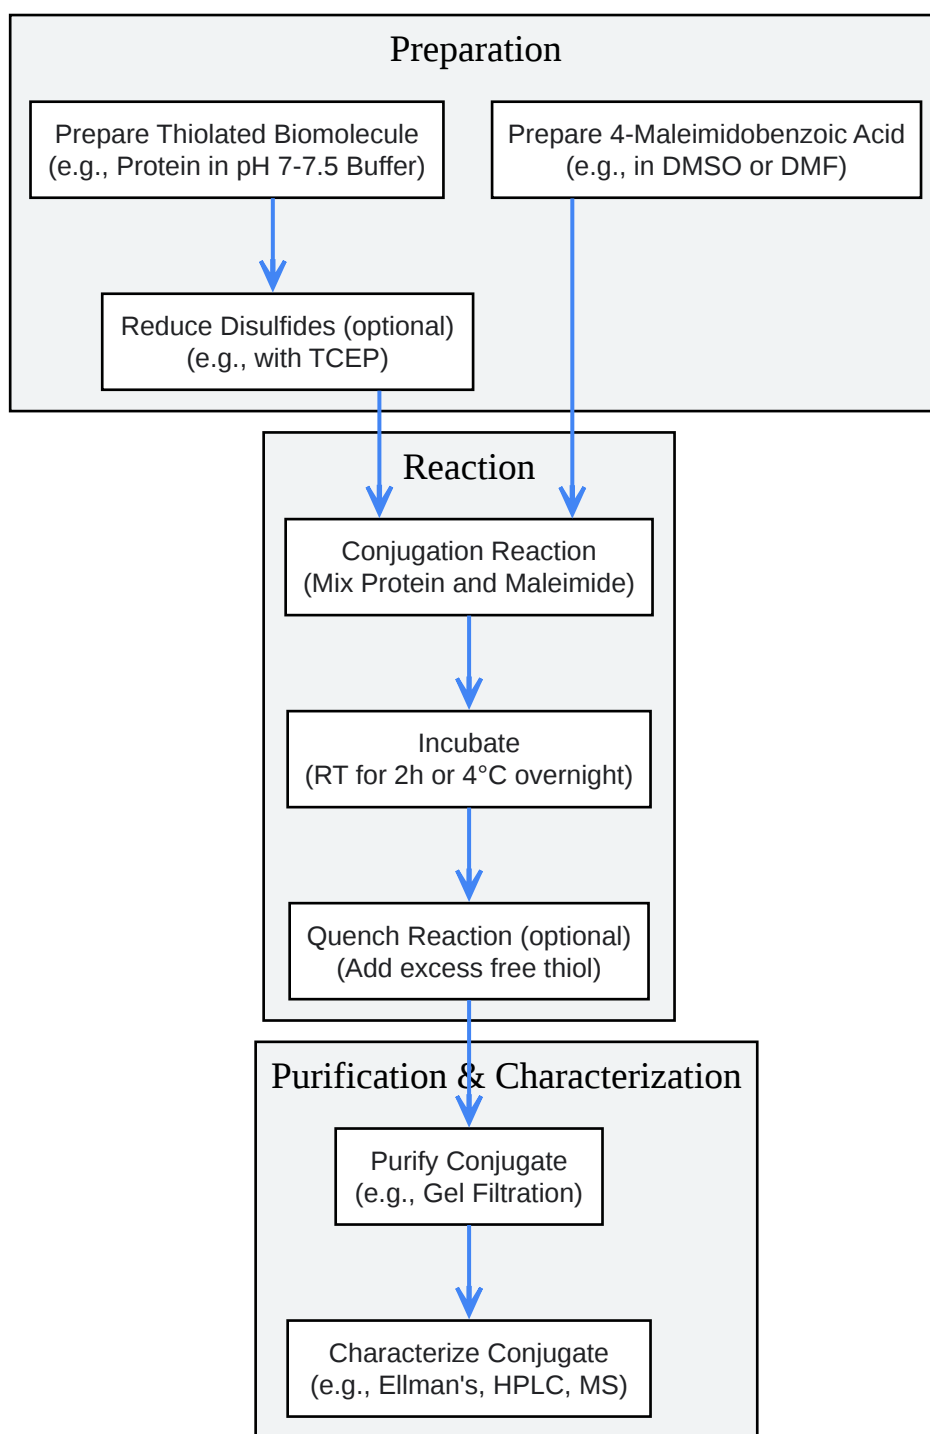 Preparation
Prepare Thiolated Biomolecule
(e.g., Protein in pH 7-7.5 Buffer)
Prepare 4-Maleimidobenzoic Acid
(e.g., in DMSO or DMF)
Reduce Disulfides (optional)
(e.g., with TCEP)
Reaction
Conjugation Reaction
(Mix Protein and Maleimide)
Incubate
(RT for 2h or 4°C overnight)
Quench Reaction (optional)
(Add excess free thiol)
Purification & Characterization
Purify Conjugate
(e.g., Gel Filtration)
Characterize Conjugate
(e.g., Ellman's, HPLC, MS)